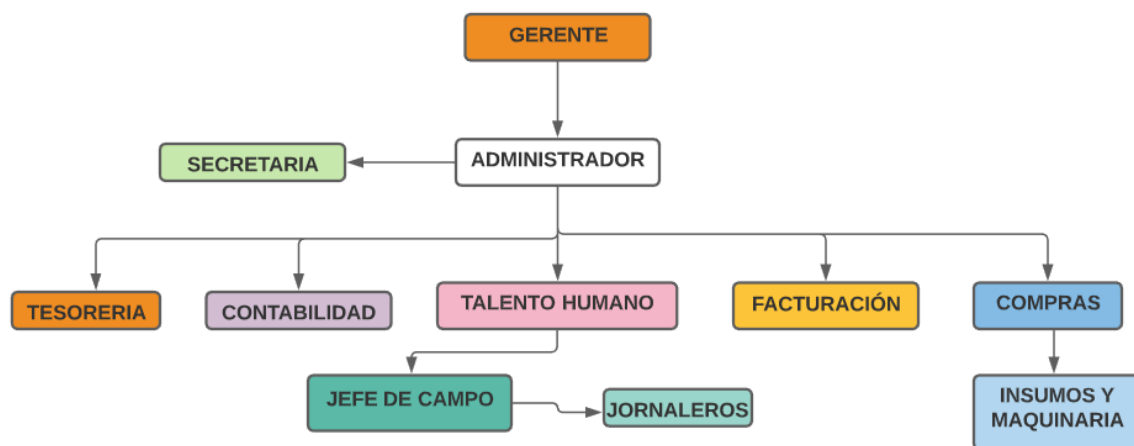 GERENTE
SECRETARIA
ADMINISTRADOR
TESORERIA
CONTABILIDAD
TALENTO HUMANO
FACTURACIÓN
COMPRAS
JEFE DE CAMPO
JORNALEROS
INSUMOS Y
MAQUINARIA